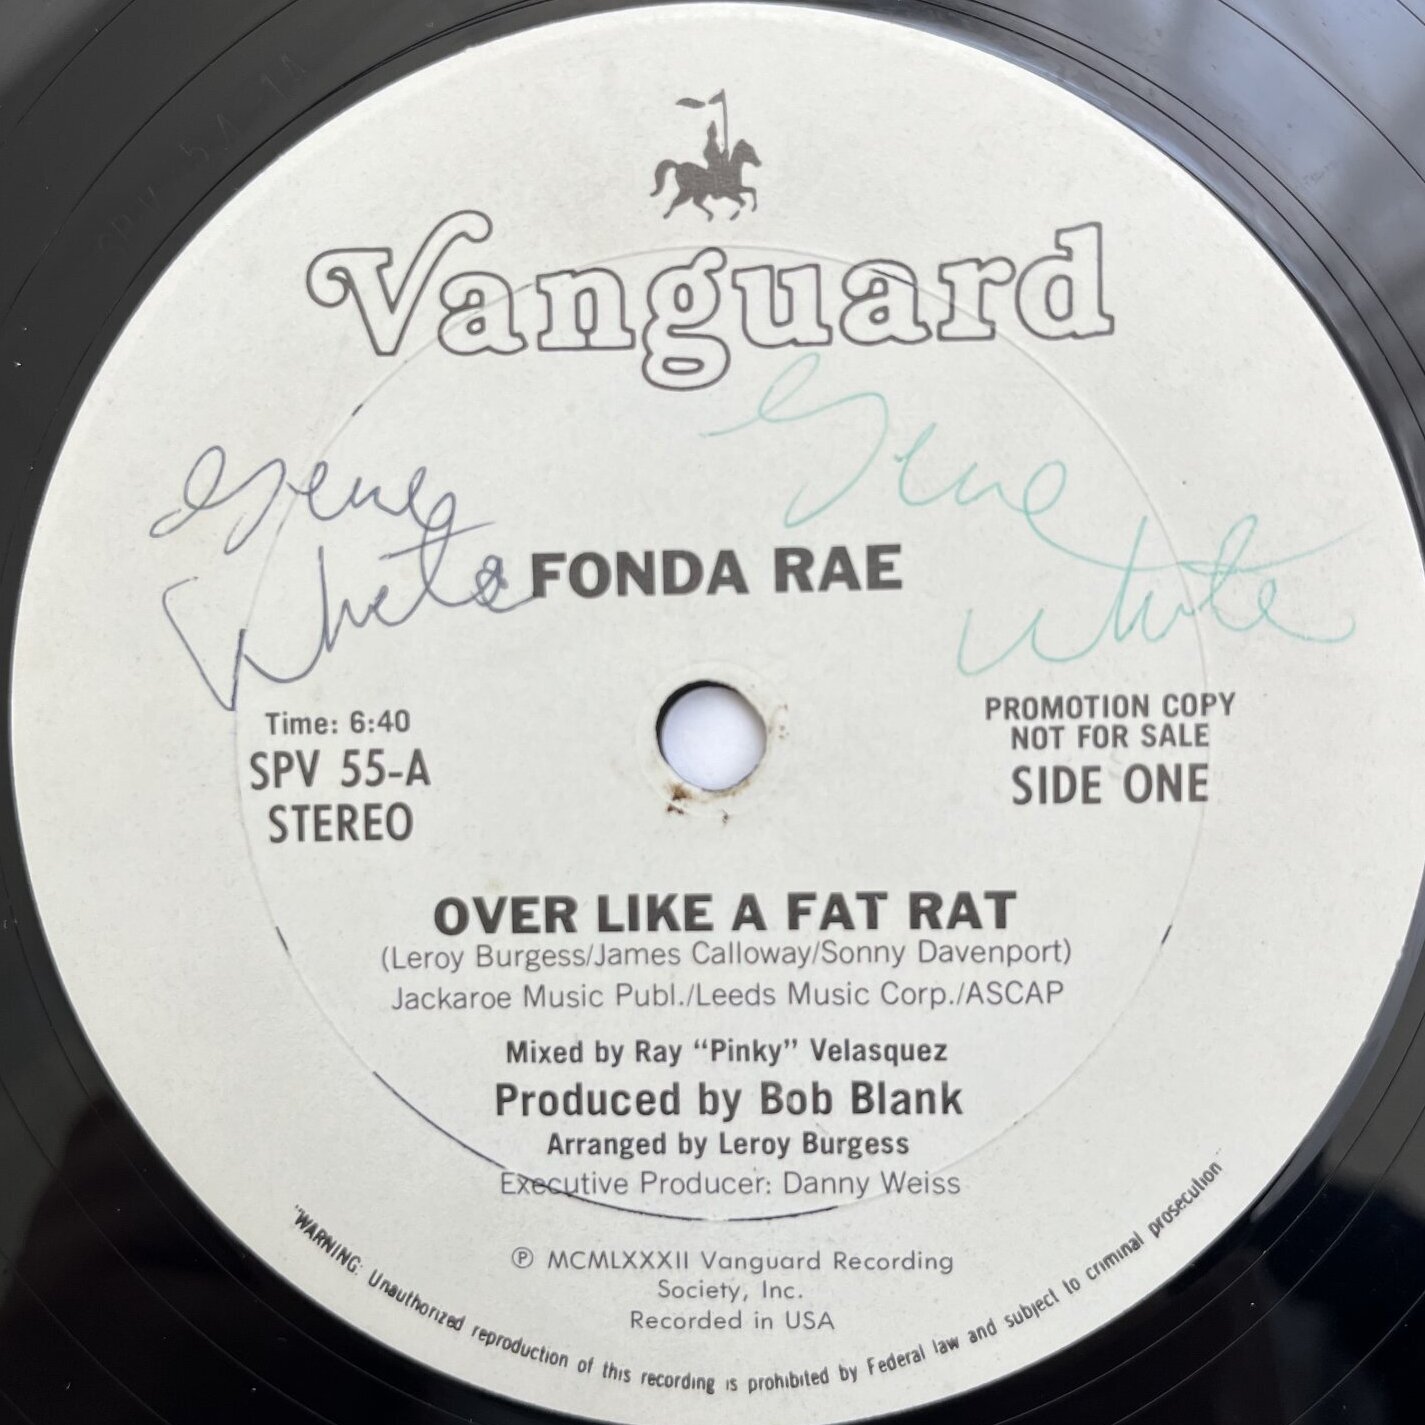 Vanguard
Gene
White
Gene
White
FONDA RAE
Time: 6:40
SPV 55-A
STEREO
PROMOTION COPY
NOT FOR SALE
SIDE ONE
OVER LIKE A FAT RAT
(Leroy Burgess/James Calloway/Sonny Davenport)
Jackaroe Music Publ./Leeds Music Corp./ASCAP
Mixed by Ray “Pinky” Velasquez
Produced by Bob Blank
Arranged by Leroy Burgess
Executive Producer: Danny Weiss
℗ MCMLXXXII Vanguard Recording
Society, Inc.
Recorded in USA
"WARNING: Unauthorized reproduction of this recording is prohibited by Federal law and subject to criminal prosecution"